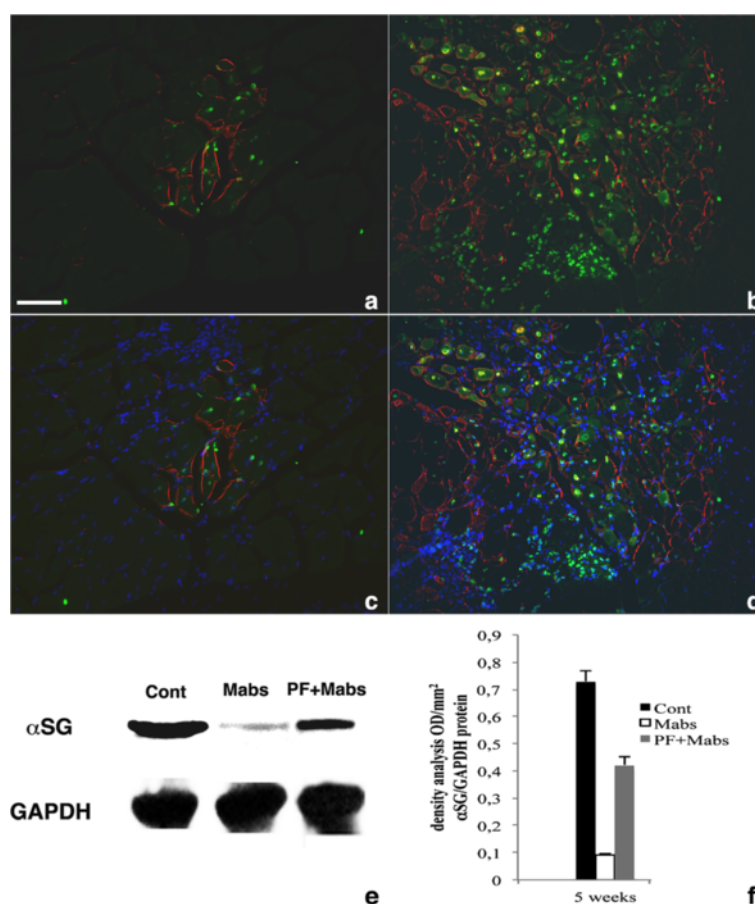 a
b
c
d
Cont Mabs PF+Mabs
αSG
GAPDH
e
density analysis OD/mm²
αSG/GAPDH protein
0,9
0,8
0,7
0,6
0,5
0,4
0,3
0,2
0,1
0
Cont
Mabs
PF+Mabs
5 weeks
f